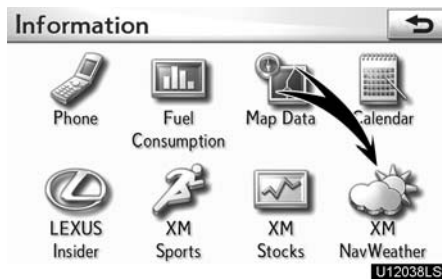 Information
Phone
Fuel
Consumption
Map Data
Calendar
LEXUS
Insider
XM
Sports
XM
Stocks
XM
NavWeather
U12038LS